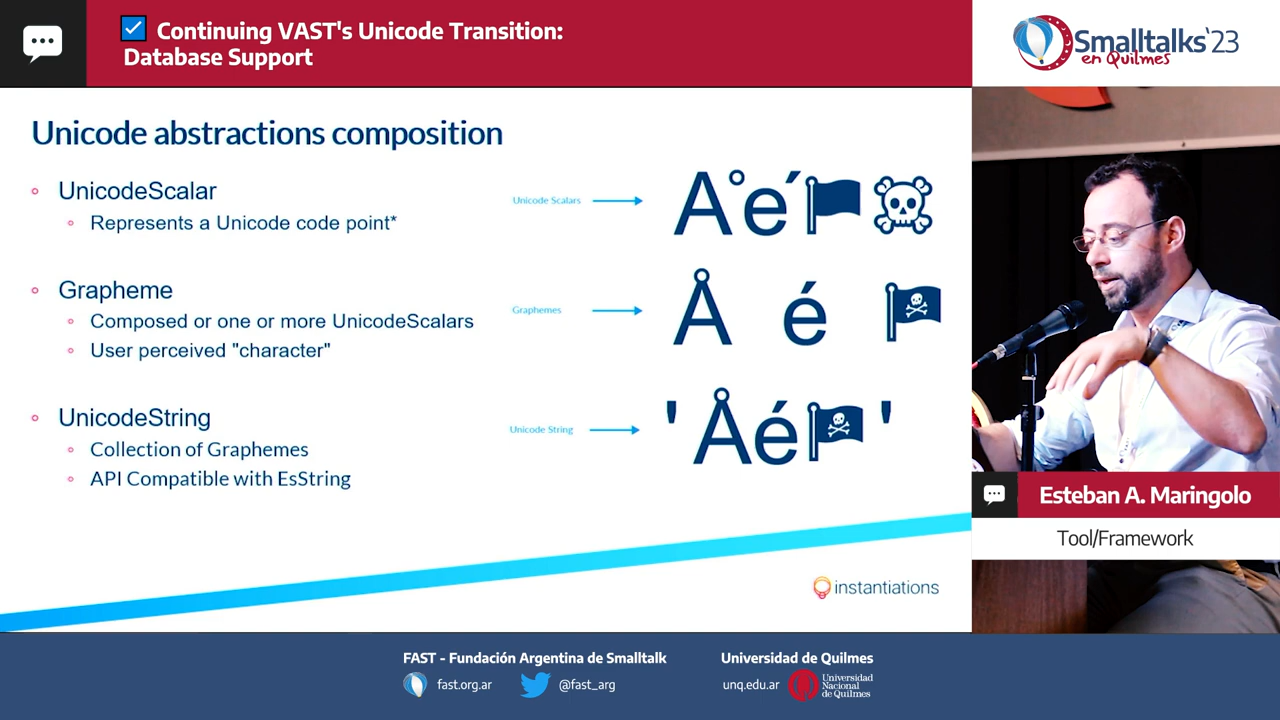 Continuing VAST's Unicode Transition:
Database Support
Smalltalks'23
en Quilmes
Unicode abstractions composition
UnicodeScalar
Represents a Unicode code point*
Unicode Scalars
A°e´🏴☠
Grapheme
Composed or one or more UnicodeScalars
User perceived "character"
Graphemes
Å é 🏴‍☠️
UnicodeString
Collection of Graphemes
API Compatible with EsString
Unicode String
'Åé🏴‍☠️'
instantiations
Esteban A. Maringolo
Tool/Framework
FAST - Fundación Argentina de Smalltalk
fast.org.ar
@fast_arg
Universidad de Quilmes
unq.edu.ar
Universidad
Nacional
de Quilmes